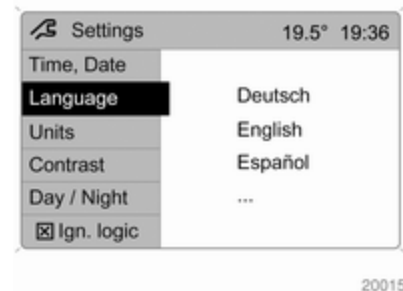 Settings 19.5° 19:36
Time, Date
Language Deutsch
Units English
Contrast Español
Day / Night ...
Ign. logic
20015